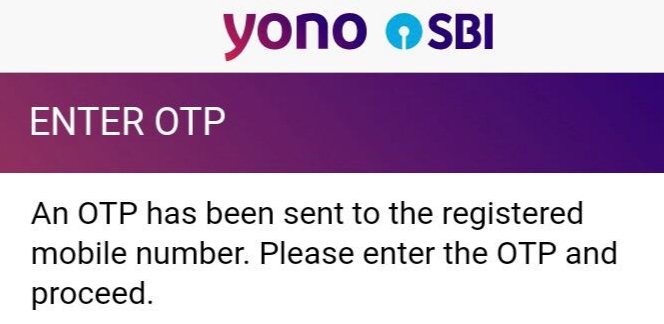 yono SBI
ENTER OTP
An OTP has been sent to the registered
mobile number. Please enter the OTP and
proceed.